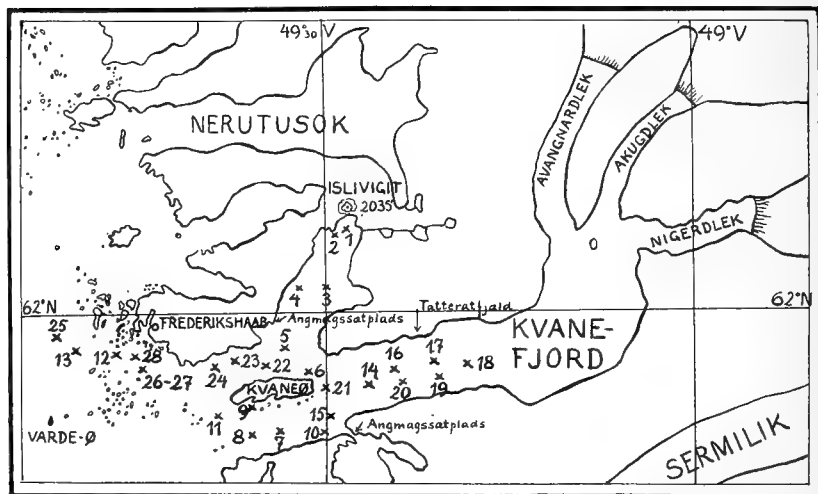 49°30 V
49°V
NERUTUSOK
AVANGNARDLEK
AKUGDLEK
ISLIVIGIT
2035
NIGERDLEK
2 1
4 3
62°N
62°N
FREDERIKSHAAB
Angmagssatplads
Tatteratfjald
KVANE-
FJORD
25
5
13 12 28 23 22 6 14 16 17 18
26-27 24 KVANEØ 21 20 19
9
11 15
VARDE-Ø
8 7 10
Angmagssatplads
SERMILIK